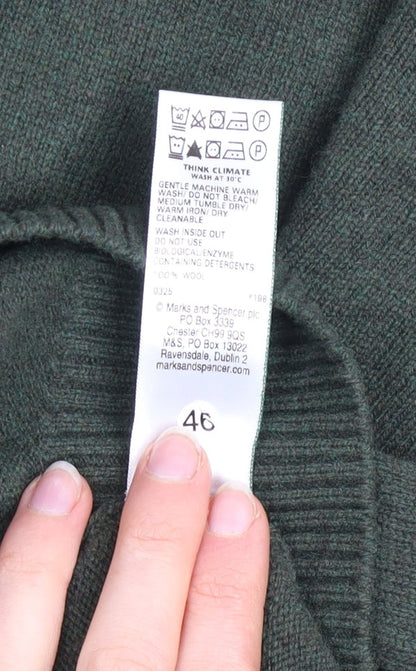 40 P
P
THINK CLIMATE
WASH AT 30°C
GENTLE MACHINE WARM
WASH/ DO NOT BLEACH/
MEDIUM TUMBLE DRY/
WARM IRON/ DRY
CLEANABLE
WASH INSIDE OUT
DO NOT USE
BIOLOGICAL/ENZYME
CONTAINING DETERGENTS
100% WOOL
0325 Y198
© Marks and Spencer plc
PO Box 3339
Chester CH99 9QS
M&S, PO Box 13022
Ravensdale, Dublin 2
marksandspencer.com
46